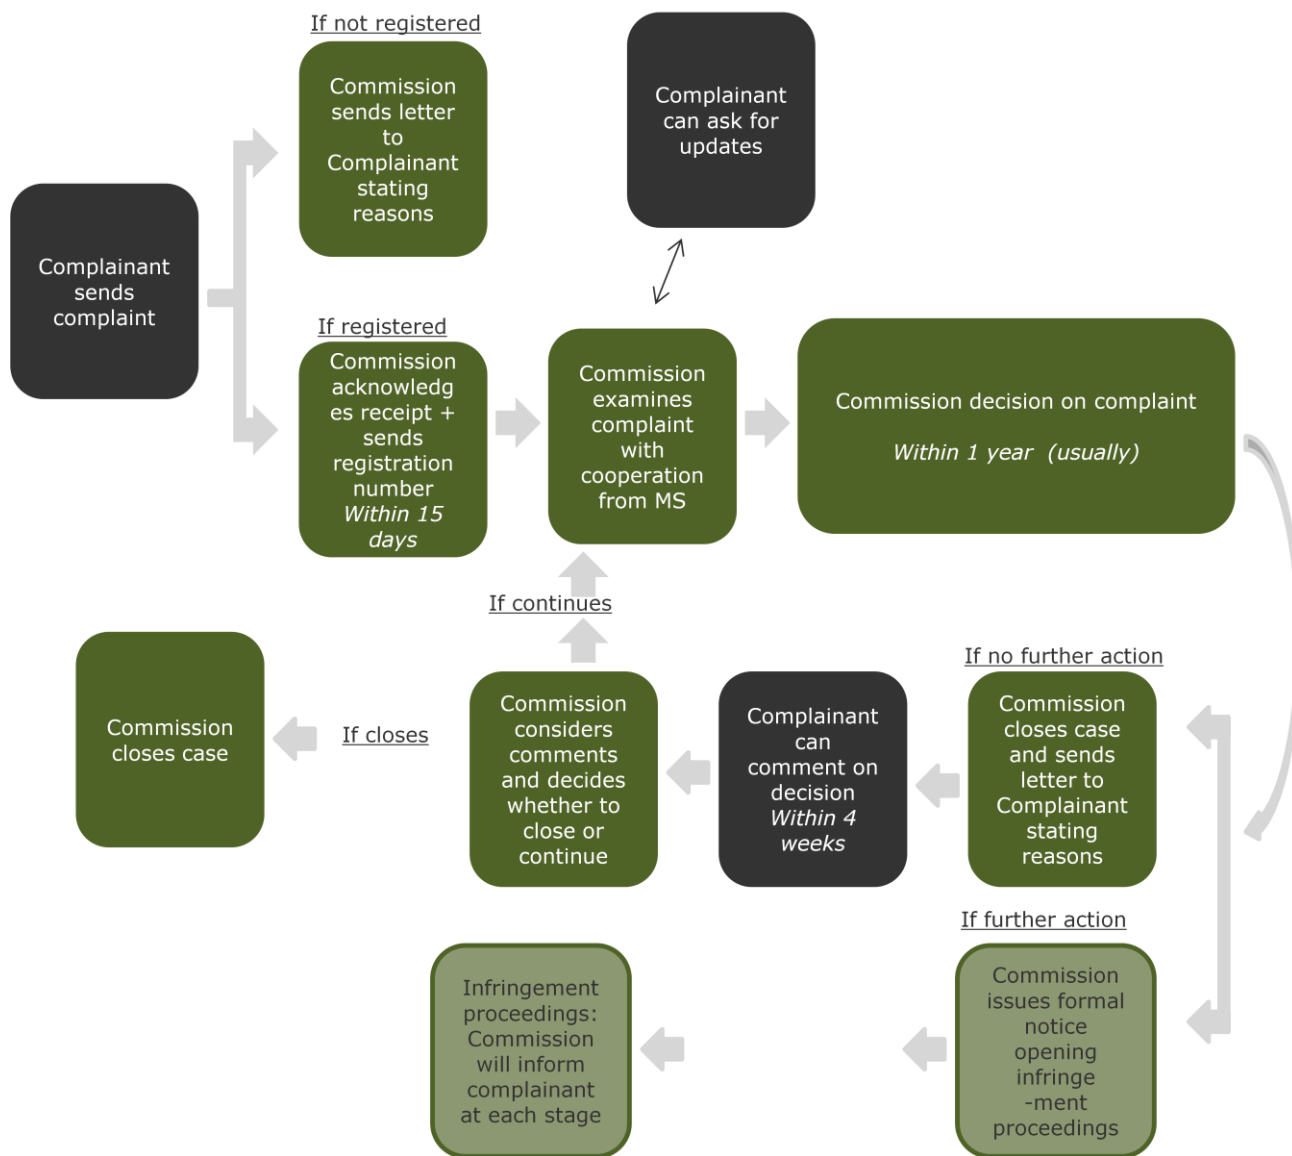 If not registered
Commission
sends letter
to
Complainant
stating
reasons
Complainant
can ask for
updates
Complainant
sends
complaint
If registered
Commission
acknowledg
es receipt +
sends
registration
number
Within 15
days
Commission
examines
complaint
with
cooperation
from MS
Commission decision on complaint
Within 1 year (usually)
If continues
If no further action
Commission
closes case
and sends
letter to
Complainant
stating
reasons
Complainant
can
comment on
decision
Within 4
weeks
Commission
considers
comments
and decides
whether to
close or
continue
If closes
Commission
closes case
If further action
Commission
issues formal
notice
opening
infringe
-ment
proceedings
Infringement
proceedings:
Commission
will inform
complainant
at each stage